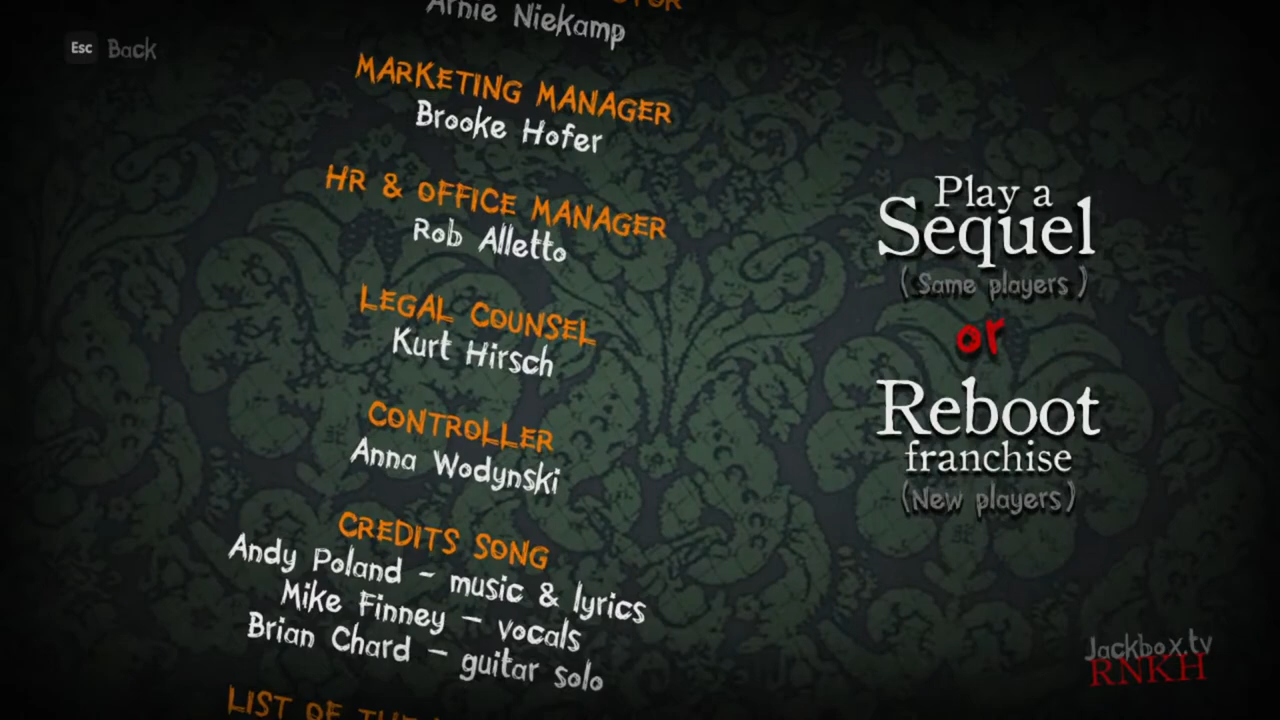 Esc Back
Arnie Niekamp
MARKETING MANAGER
Brooke Hofer
HR & OFFICE MANAGER
Rob Alletto
LEGAL COUNSEL
Kurt Hirsch
CONTROLLER
Anna Wodynski
CREDITS SONG
Andy Poland – music & lyrics
Mike Finney – vocals
Brian Chard – guitar solo
LIST OF
Play a
Sequel
(Same players)
or
Reboot
franchise
(New players)
Jackbox.tv
RNKH